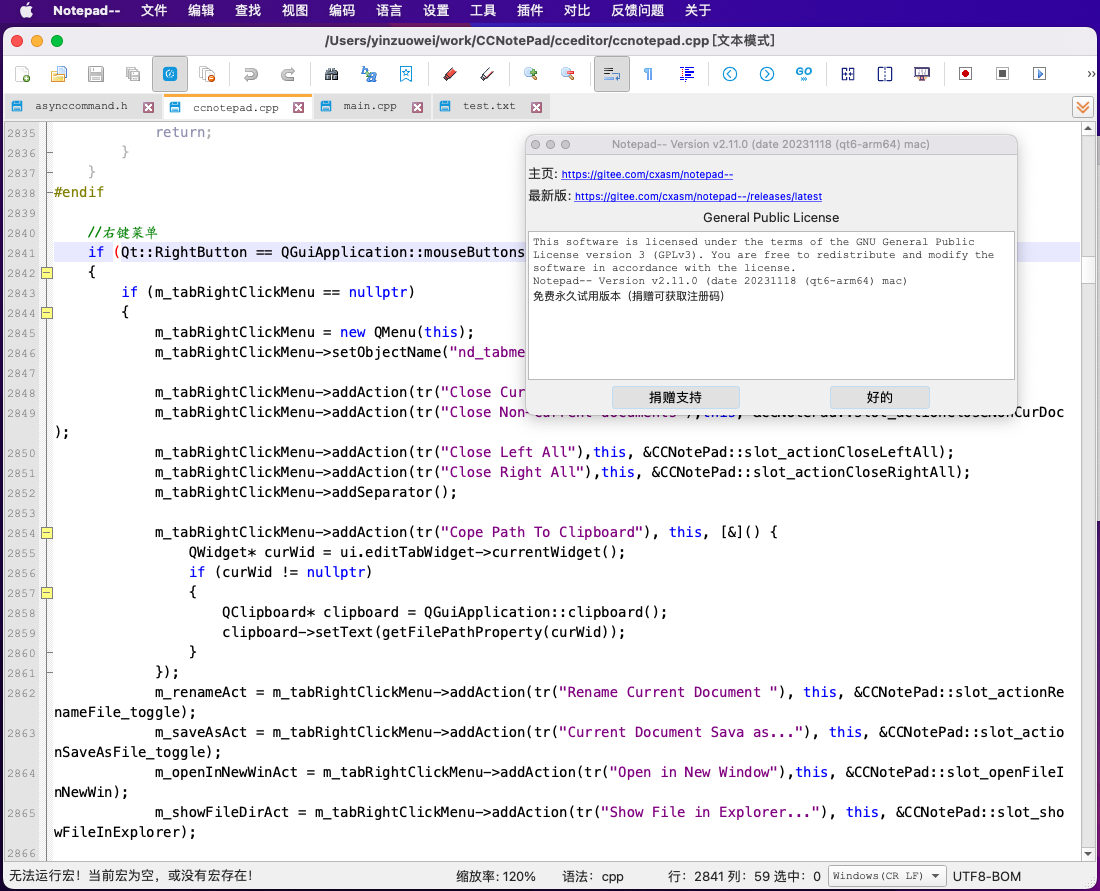 Notepad-- 文件 编辑 查找 视图 编码 语言 设置 工具 插件 对比 反馈问题 关于
/Users/yinzuowei/work/CCNotePad/cceditor/ccnotepad.cpp [文本模式]
asynccommand.h ccnotepad.cpp main.cpp test.txt
2835 return;
2836 }
2837 }
2838 #endif
2839
2840 //右键菜单
2841 if (Qt::RightButton == QGuiApplication::mouseButtons
2842 {
2843 if (m_tabRightClickMenu == nullptr)
2844 {
2845 m_tabRightClickMenu = new QMenu(this);
2846 m_tabRightClickMenu->setObjectName("nd_tabme
2847
2848 m_tabRightClickMenu->addAction(tr("Close Cur
2849 m_tabRightClickMenu->addAction(tr("Close Non-
);
2850 m_tabRightClickMenu->addAction(tr("Close Left All"),this, &CCNotePad::slot_actionCloseLeftAll);
2851 m_tabRightClickMenu->addAction(tr("Close Right All"),this, &CCNotePad::slot_actionCloseRightAll);
2852 m_tabRightClickMenu->addSeparator();
2853
2854 m_tabRightClickMenu->addAction(tr("Cope Path To Clipboard"), this, [&]() {
2855 QWidget* curWid = ui.editTabWidget->currentWidget();
2856 if (curWid != nullptr)
2857 {
2858 QClipboard* clipboard = QGuiApplication::clipboard();
2859 clipboard->setText(getFilePathProperty(curWid));
2860 }
2861 });
2862 m_renameAct = m_tabRightClickMenu->addAction(tr("Rename Current Document "), this, &CCNotePad::slot_actionRe
nameFile_toggle);
2863 m_saveAsAct = m_tabRightClickMenu->addAction(tr("Current Document Sava as..."), this, &CCNotePad::slot_actio
nSaveAsFile_toggle);
2864 m_openInNewWinAct = m_tabRightClickMenu->addAction(tr("Open in New Window"),this, &CCNotePad::slot_openFileI
nNewWin);
2865 m_showFileDirAct = m_tabRightClickMenu->addAction(tr("Show File in Explorer..."), this, &CCNotePad::slot_sho
wFileInExplorer);
2866
Notepad-- Version v2.11.0 (date 20231118 (qt6-arm64) mac)
主页: https://gitee.com/cxasm/notepad--
最新版: https://gitee.com/cxasm/notepad--/releases/latest
General Public License
This software is licensed under the terms of the GNU General Public
License version 3 (GPLv3). You are free to redistribute and modify the
software in accordance with the license.
Notepad-- Version v2.11.0 (date 20231118 (qt6-arm64) mac)
免费永久试用版本（捐赠可获取注册码）
捐赠支持 好的
无法运行宏！当前宏为空，或没有宏存在！ 缩放率: 120% 语法：cpp 行：2841 列：59 选中：0 Windows(CR LF) UTF8-BOM